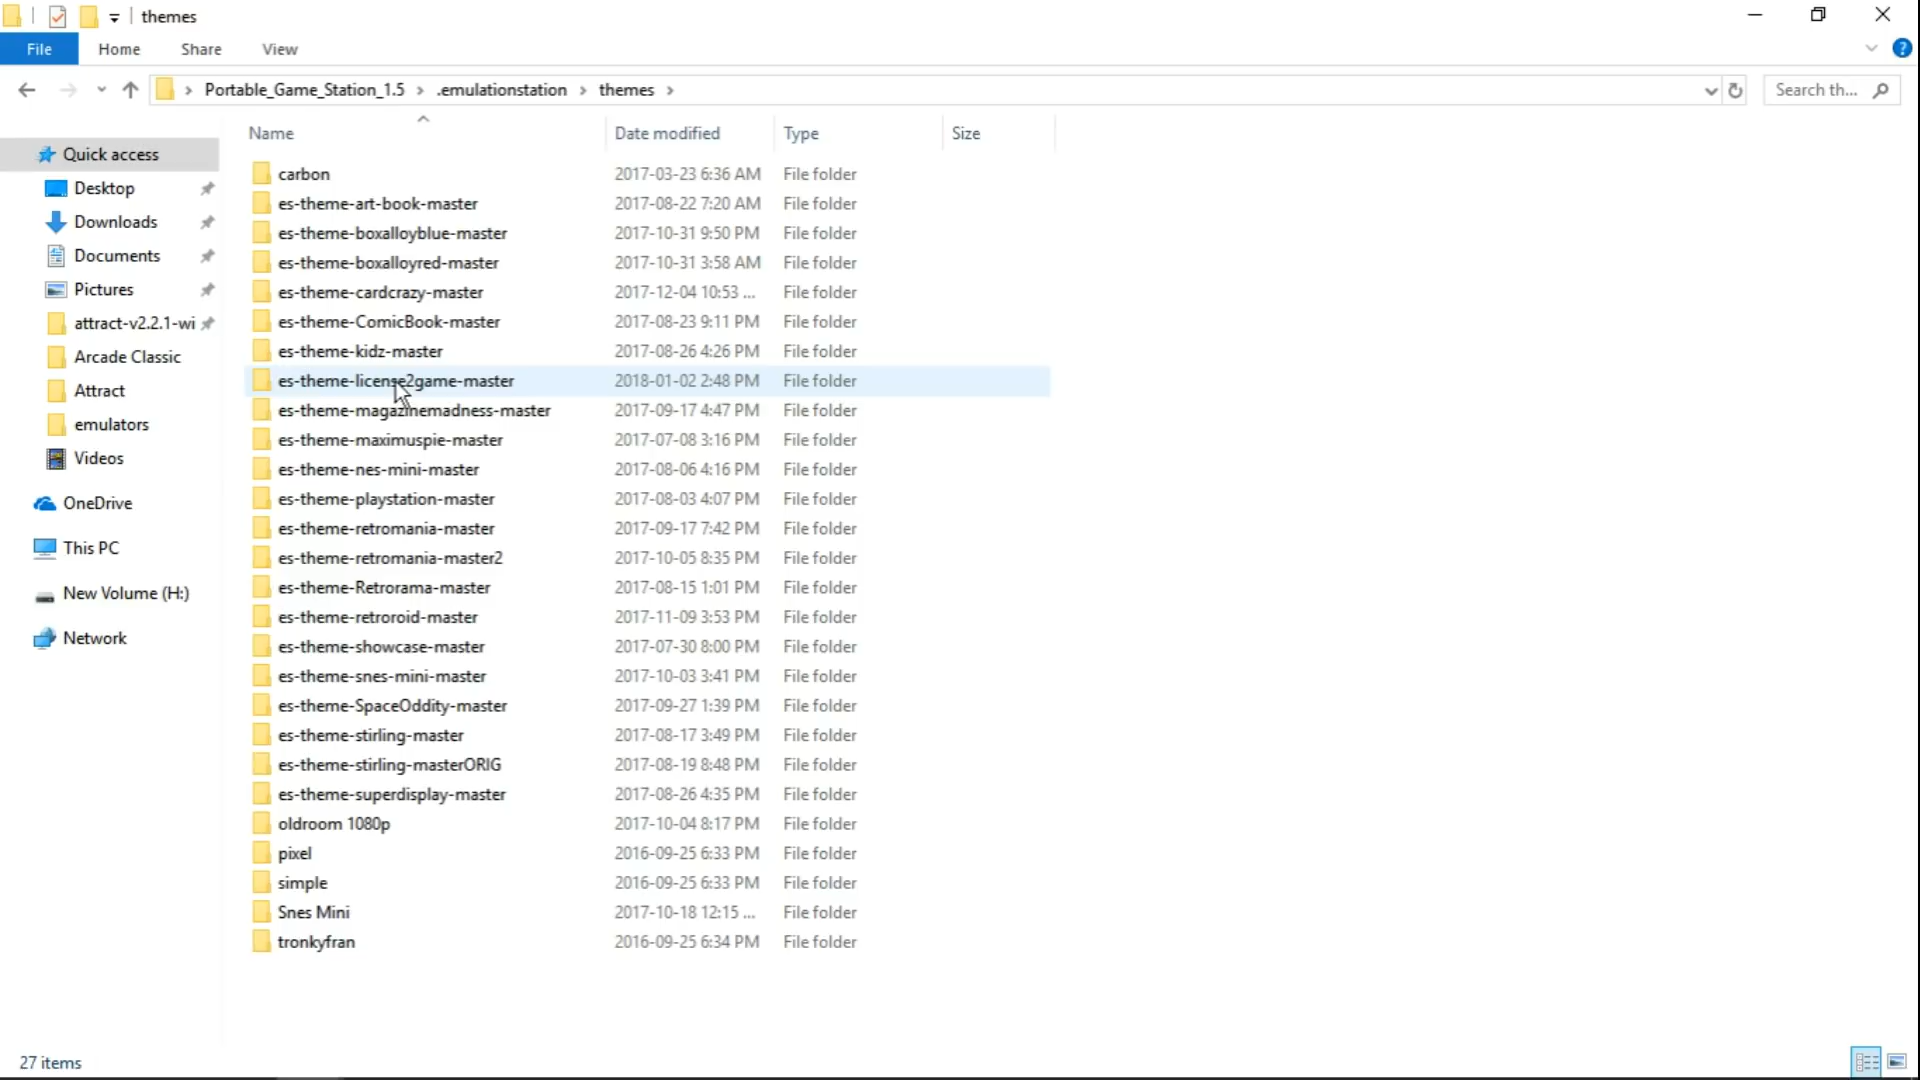 themes
File
Home
Share
View
Portable_Game_Station_1.5 > .emulationstation > themes >
Search th...
Name
Date modified
Type
Size
Quick access
Desktop
Downloads
Documents
Pictures
attract-v2.2.1-wi
Arcade Classic
Attract
emulators
Videos
OneDrive
This PC
New Volume (H:)
Network
carbon 2017-03-23 6:36 AM File folder
es-theme-art-book-master 2017-08-22 7:20 AM File folder
es-theme-boxalloyblue-master 2017-10-31 9:50 PM File folder
es-theme-boxalloyred-master 2017-10-31 3:58 AM File folder
es-theme-cardcrazy-master 2017-12-04 10:53 ... File folder
es-theme-ComicBook-master 2017-08-23 9:11 PM File folder
es-theme-kidz-master 2017-08-26 4:26 PM File folder
es-theme-license2game-master 2018-01-02 2:48 PM File folder
es-theme-magazinemadness-master 2017-09-17 4:47 PM File folder
es-theme-maximuspie-master 2017-07-08 3:16 PM File folder
es-theme-nes-mini-master 2017-08-06 4:16 PM File folder
es-theme-playstation-master 2017-08-03 4:07 PM File folder
es-theme-retromania-master 2017-09-17 7:42 PM File folder
es-theme-retromania-master2 2017-10-05 8:35 PM File folder
es-theme-Retrorama-master 2017-08-15 1:01 PM File folder
es-theme-retroroid-master 2017-11-09 3:53 PM File folder
es-theme-showcase-master 2017-07-30 8:00 PM File folder
es-theme-snes-mini-master 2017-10-03 3:41 PM File folder
es-theme-SpaceOddity-master 2017-09-27 1:39 PM File folder
es-theme-stirling-master 2017-08-17 3:49 PM File folder
es-theme-stirling-masterORIG 2017-08-19 8:48 PM File folder
es-theme-superdisplay-master 2017-08-26 4:35 PM File folder
oldroom 1080p 2017-10-04 8:17 PM File folder
pixel 2016-09-25 6:33 PM File folder
simple 2016-09-25 6:33 PM File folder
Snes Mini 2017-10-18 12:15 ... File folder
tronkyfran 2016-09-25 6:34 PM File folder
27 items